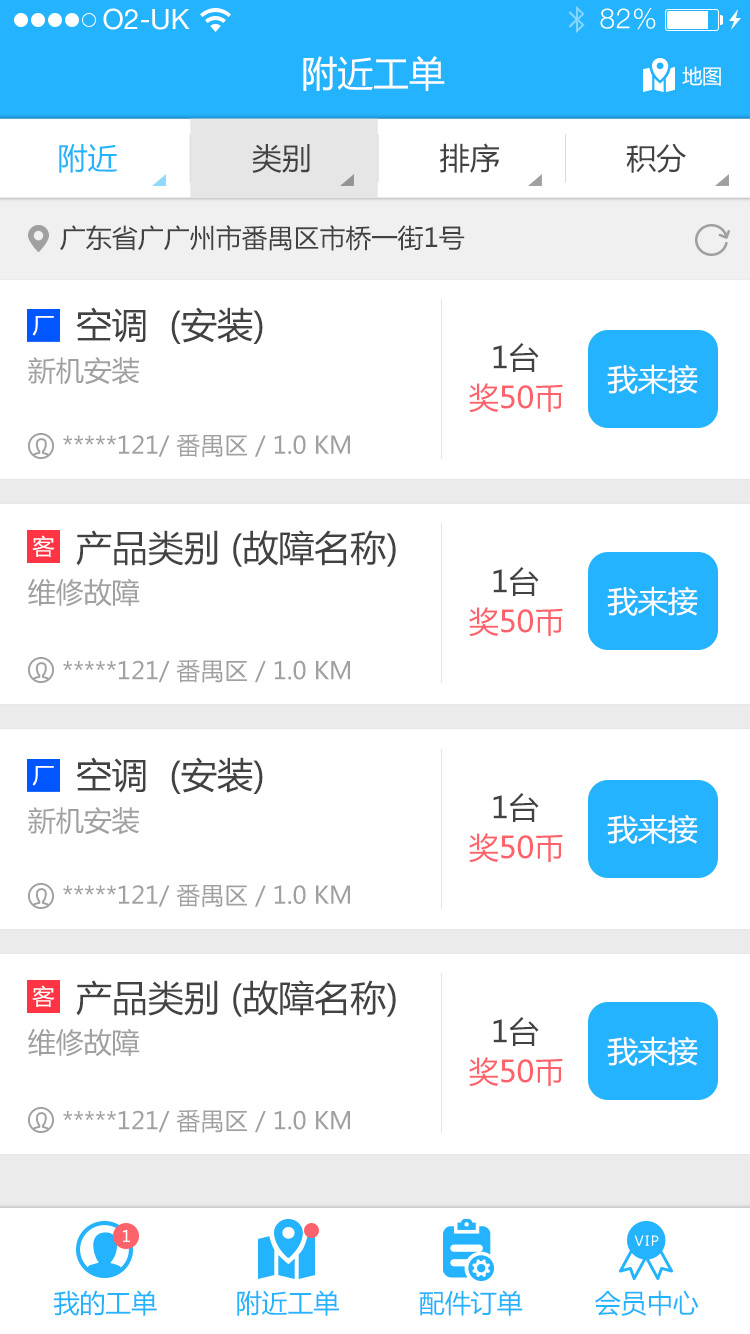 O2-UK 82%
附近工单 地图
附近 类别 排序 积分
广东省广广州市番禺区市桥一街1号
厂 空调 (安装)
新机安装
1台
奖50币
我来接
*****121/ 番禺区 / 1.0 KM
客 产品类别 (故障名称)
维修故障
1台
奖50币
我来接
*****121/ 番禺区 / 1.0 KM
厂 空调 (安装)
新机安装
1台
奖50币
我来接
*****121/ 番禺区 / 1.0 KM
客 产品类别 (故障名称)
维修故障
1台
奖50币
我来接
*****121/ 番禺区 / 1.0 KM
1 VIP
我的工单 附近工单 配件订单 会员中心